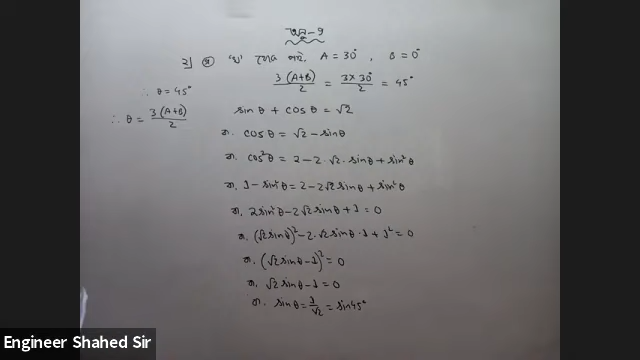 অনু-৭
২। গ 'খ' হতে পাই, A = 30°, B = 0°
3(A+B)/2 = 3×30°/2 = 45°
sinθ + cosθ = √2
বা, cosθ = √2 - sinθ
বা, cos²θ = 2 - 2·√2·sinθ + sin²θ
বা, 1 - sin²θ = 2 - 2√2 sinθ + sin²θ
বা, 2sin²θ - 2√2 sinθ + 1 = 0
বা, (√2 sinθ)² - 2·√2 sinθ·1 + 1² = 0
বা, (√2 sinθ - 1)² = 0
বা, √2 sinθ - 1 = 0
বা, sinθ = 1/√2 = sin45°
∴ θ = 45°
∴ θ = 3(A+B)/2
Engineer Shahed Sir